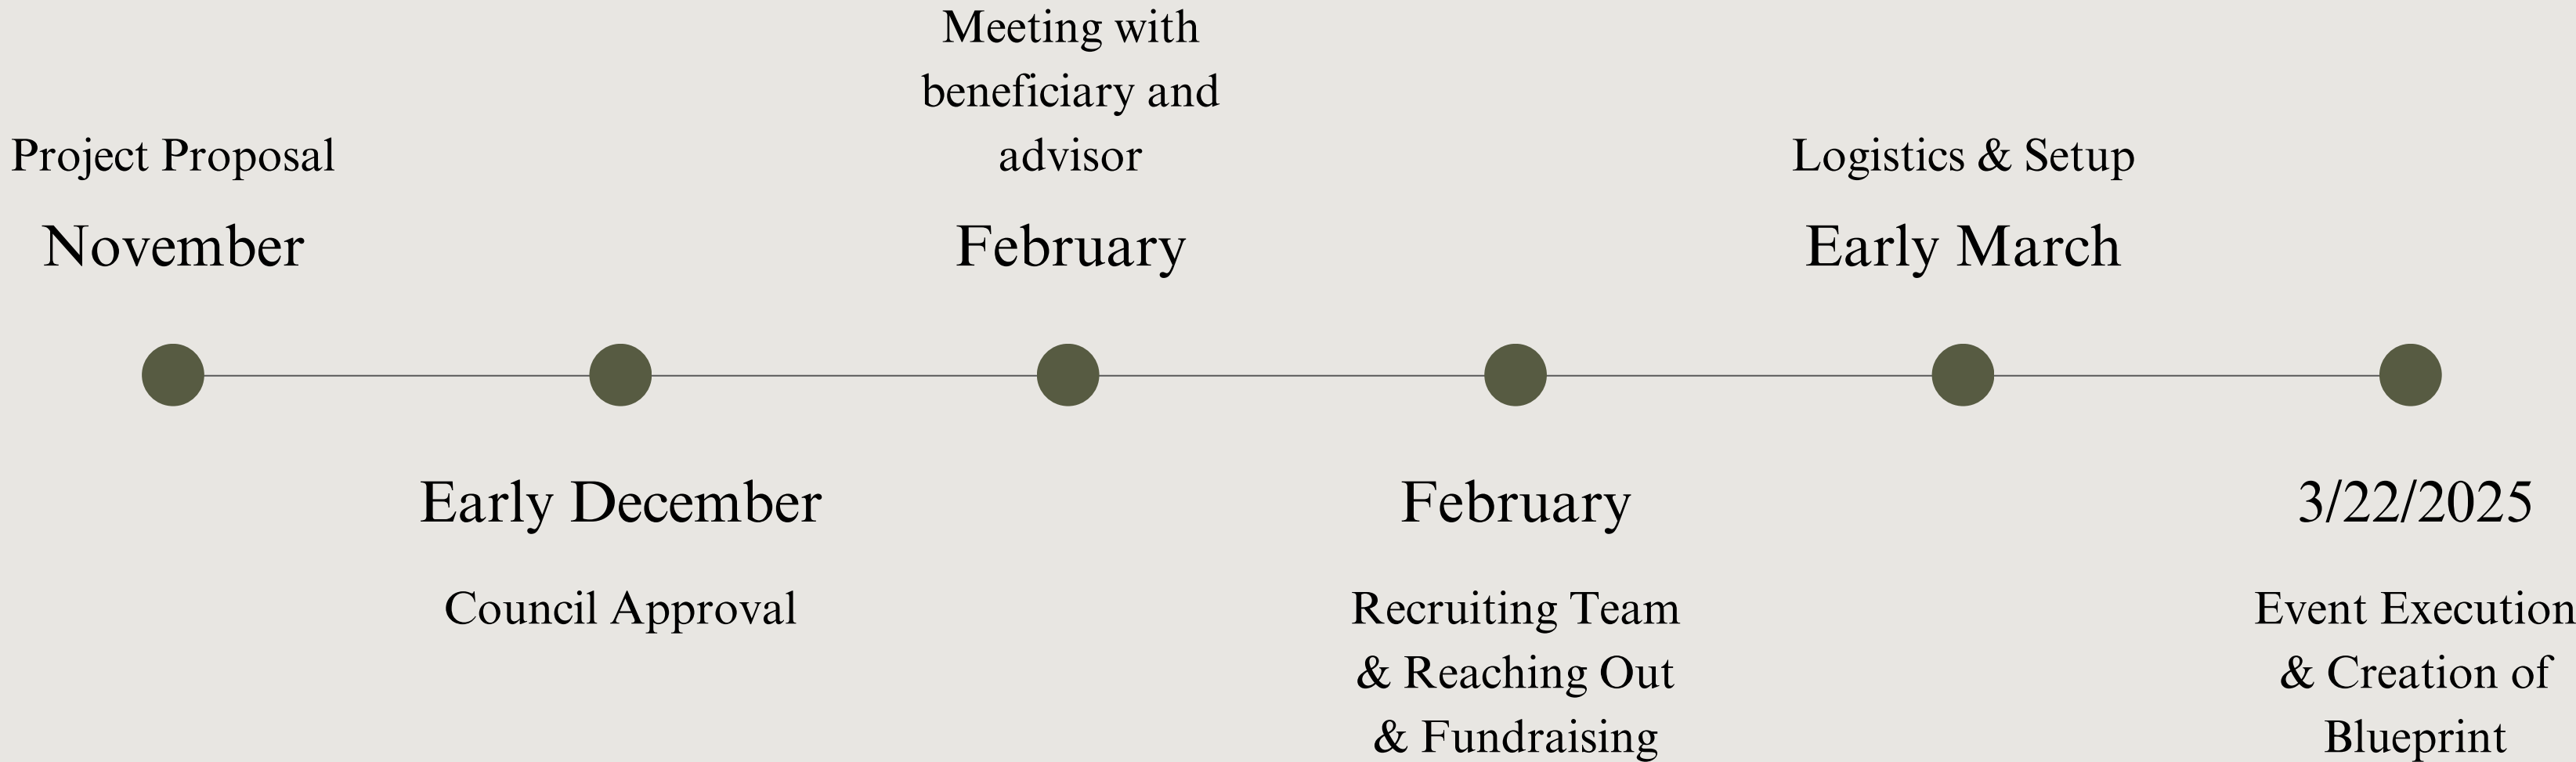 Project Proposal
November
Early December
Council Approval
Meeting with
beneficiary and
advisor
February
February
Recruiting Team
& Reaching Out
& Fundraising
Logistics & Setup
Early March
3/22/2025
Event Execution
& Creation of
Blueprint